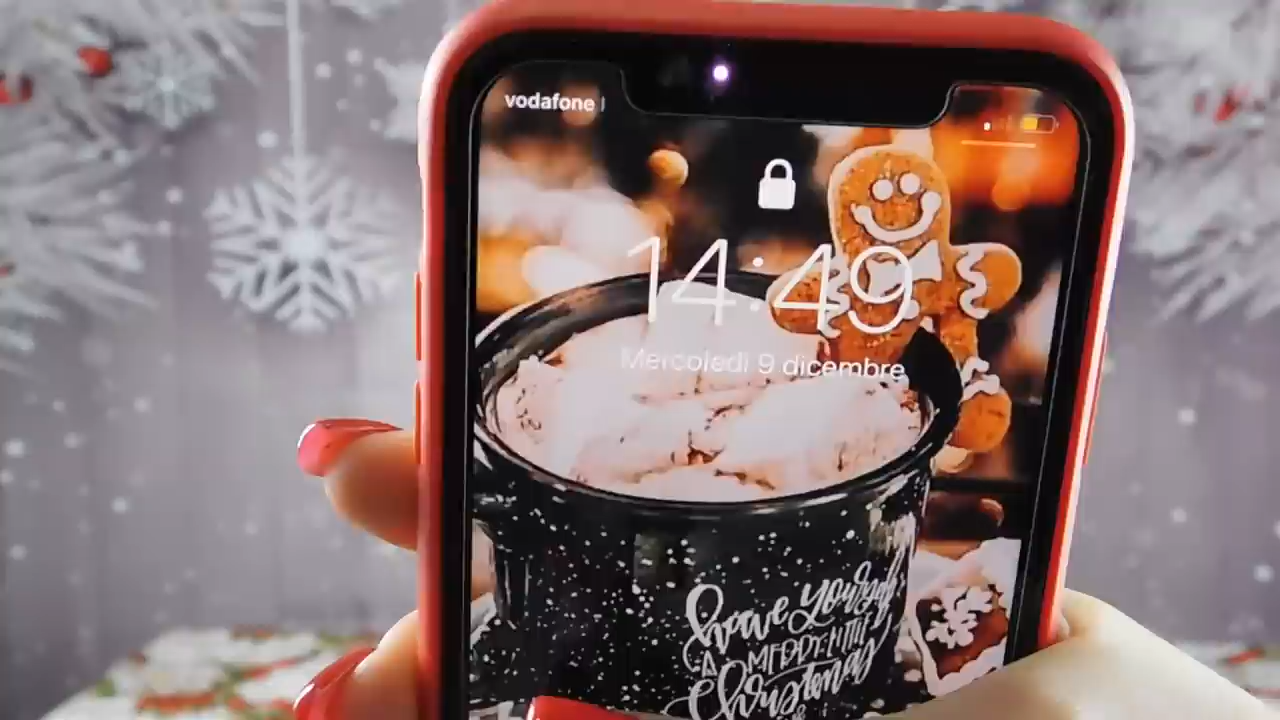 vodafone
14:49
Mercoledì 9 dicembre
have yourself
A MERRY LITTLE
Christmas